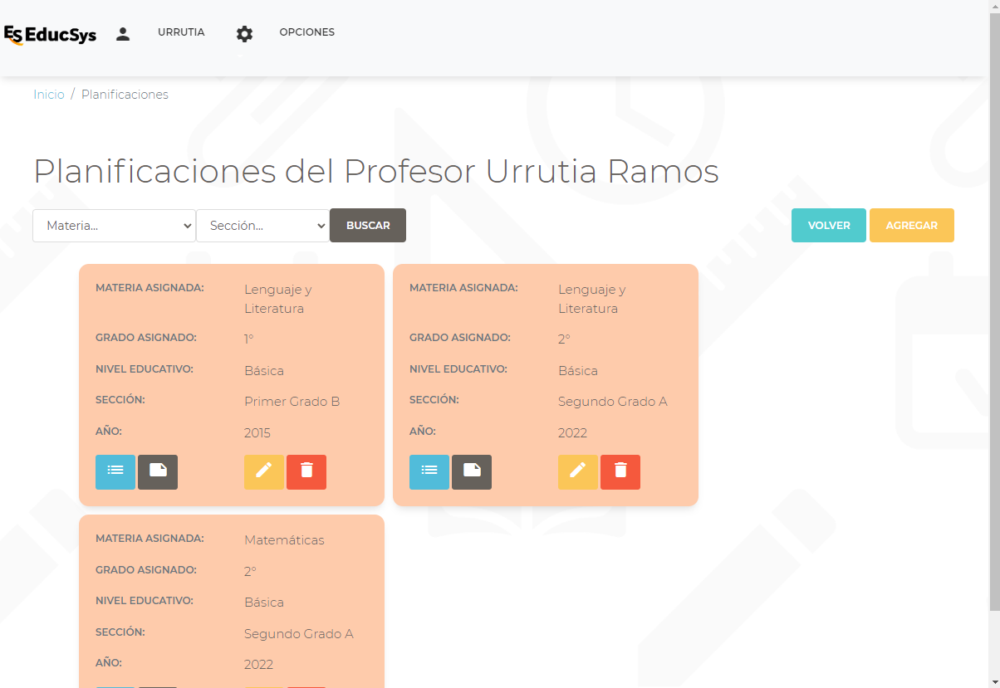 ES EducSys URRUTIA OPCIONES
Inicio / Planificaciones
Planificaciones del Profesor Urrutia Ramos
Materia... Sección... BUSCAR VOLVER AGREGAR
MATERIA ASIGNADA: Lenguaje y
Literatura
GRADO ASIGNADO: 1°
NIVEL EDUCATIVO: Básica
SECCIÓN: Primer Grado B
AÑO: 2015
MATERIA ASIGNADA: Lenguaje y
Literatura
GRADO ASIGNADO: 2°
NIVEL EDUCATIVO: Básica
SECCIÓN: Segundo Grado A
AÑO: 2022
MATERIA ASIGNADA: Matemáticas
GRADO ASIGNADO: 2°
NIVEL EDUCATIVO: Básica
SECCIÓN: Segundo Grado A
AÑO: 2022